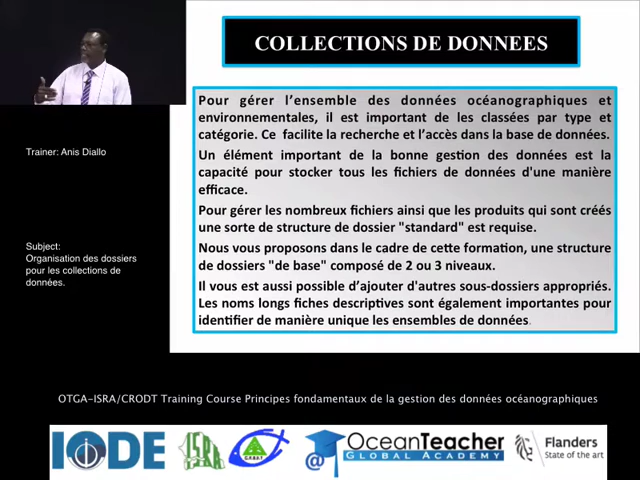 COLLECTIONS DE DONNEES
Pour gérer l'ensemble des données océanographiques et
environnementales, il est important de les classées par type et
catégorie. Ce facilite la recherche et l'accès dans la base de données.
Un élément important de la bonne gestion des données est la
capacité pour stocker tous les fichiers de données d'une manière
efficace.
Pour gérer les nombreux fichiers ainsi que les produits qui sont créés
une sorte de structure de dossier "standard" est requise.
Nous vous proposons dans le cadre de cette formation, une structure
de dossiers "de base" composé de 2 ou 3 niveaux.
Il vous est aussi possible d'ajouter d'autres sous-dossiers appropriés.
Les noms longs fiches descriptives sont également importantes pour
identifier de manière unique les ensembles de données.
Trainer: Anis Diallo
Subject:
Organisation des dossiers
pour les collections de
données.
OTGA-ISRA/CRODT Training Course Principes fondamentaux de la gestion des données océanographiques
IODE
ISRA
@
OceanTeacher
GLOBAL ACADEMY
Flanders
State of the art